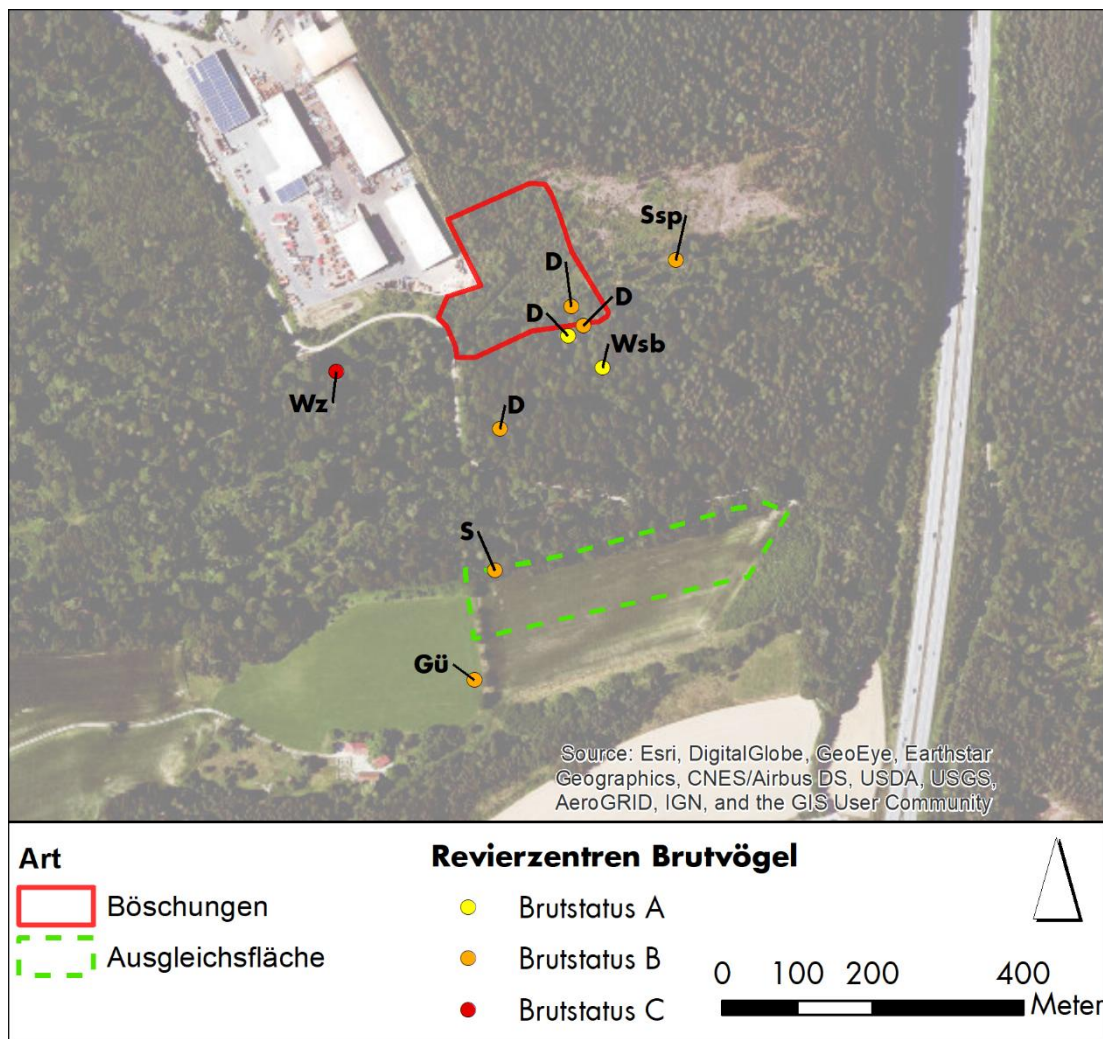 Ssp
D
D
D
Wsb
Wz
D
S
Gü
Source: Esri, DigitalGlobe, GeoEye, Earthstar
Geographics, CNES/Airbus DS, USDA, USGS,
AeroGRID, IGN, and the GIS User Community
Art
Böschungen
Ausgleichsfläche
Revierzentren Brutvögel
Brutstatus A
Brutstatus B
Brutstatus C
0 100 200 400
Meter